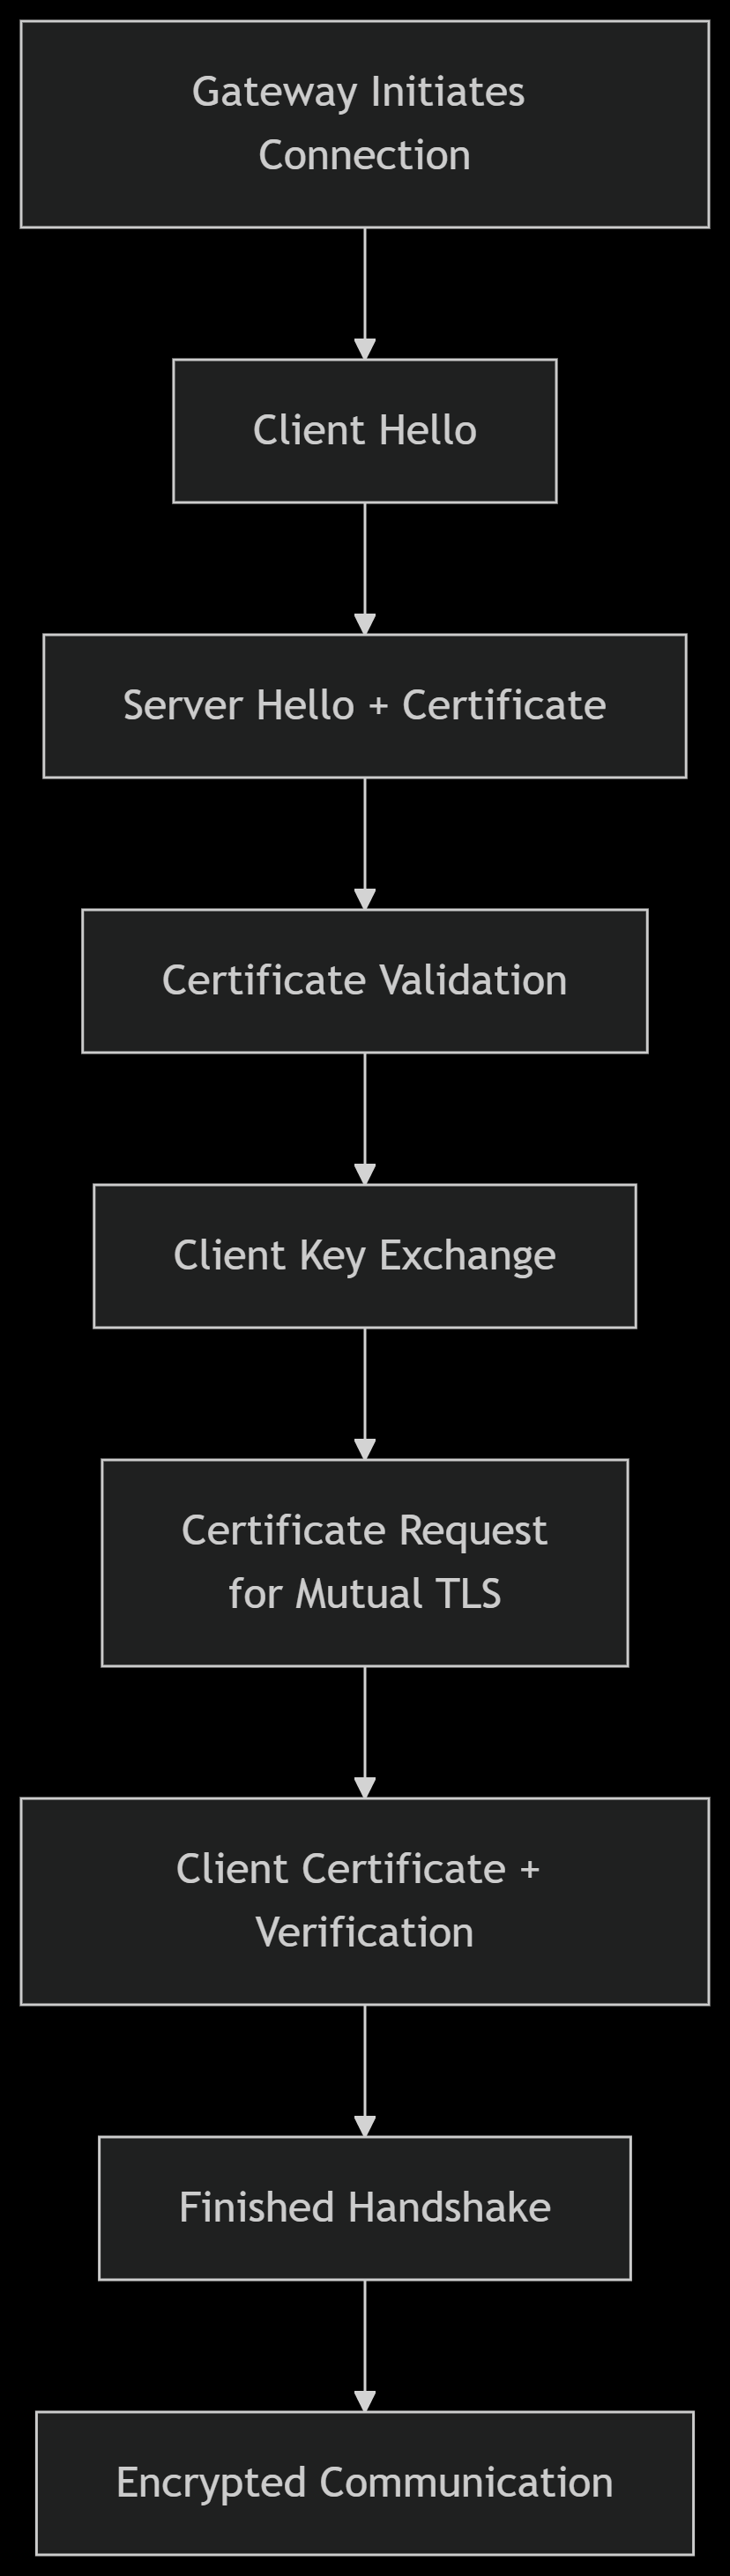 Gateway Initiates
Connection
Client Hello
Server Hello + Certificate
Certificate Validation
Client Key Exchange
Certificate Request
for Mutual TLS
Client Certificate +
Verification
Finished Handshake
Encrypted Communication